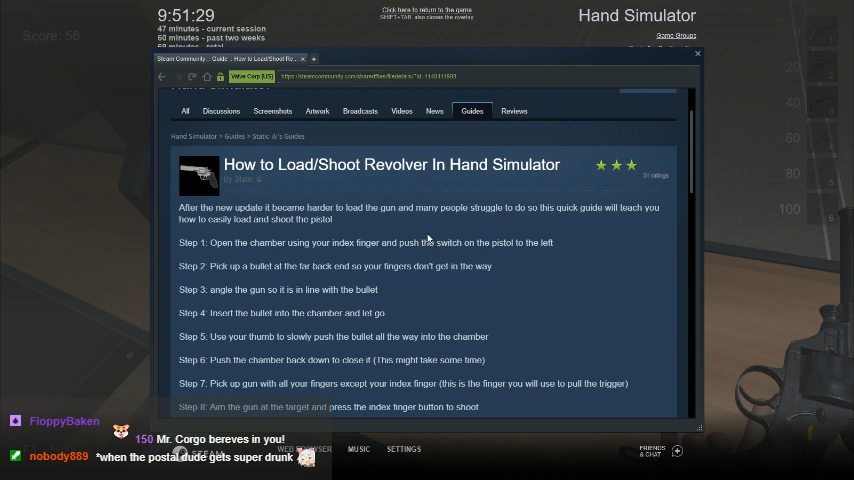 9:51:29
47 minutes - current session
60 minutes - past two weeks
Click here to return to the game
SHIFT+TAB also closes the overlay
Hand Simulator
Game Groups
Score: 56
Steam Community :: Guide :: How to Load/Shoot Re...
Valve Corp [US]
All Discussions Screenshots Artwork Broadcasts Videos News Guides Reviews
Hand Simulator > Guides > Static ※'s Guides
How to Load/Shoot Revolver In Hand Simulator
By Static ※
31 ratings
After the new update it became harder to load the gun and many people struggle to do so this quick guide will teach you
how to easily load and shoot the pistol
Step 1: Open the chamber using your index finger and push the switch on the pistol to the left
Step 2: Pick up a bullet at the far back end so your fingers don't get in the way
Step 3: angle the gun so it is in line with the bullet
Step 4: Insert the bullet into the chamber and let go
Step 5: Use your thumb to slowly push the bullet all the way into the chamber
Step 6: Push the chamber back down to close it (This might take some time)
Step 7: Pick up gun with all your fingers except your index finger (this is the finger you will use to pull the trigger)
Step 8: Aim the gun at the target and press the index finger button to shoot
20
40
60
80
100
FloppyBaken
150 Mr. Corgo bereves in you!
nobody889 *when the postal dude gets super drunk
STEAM
WEB BROWSER MUSIC SETTINGS
FRIENDS
& CHAT